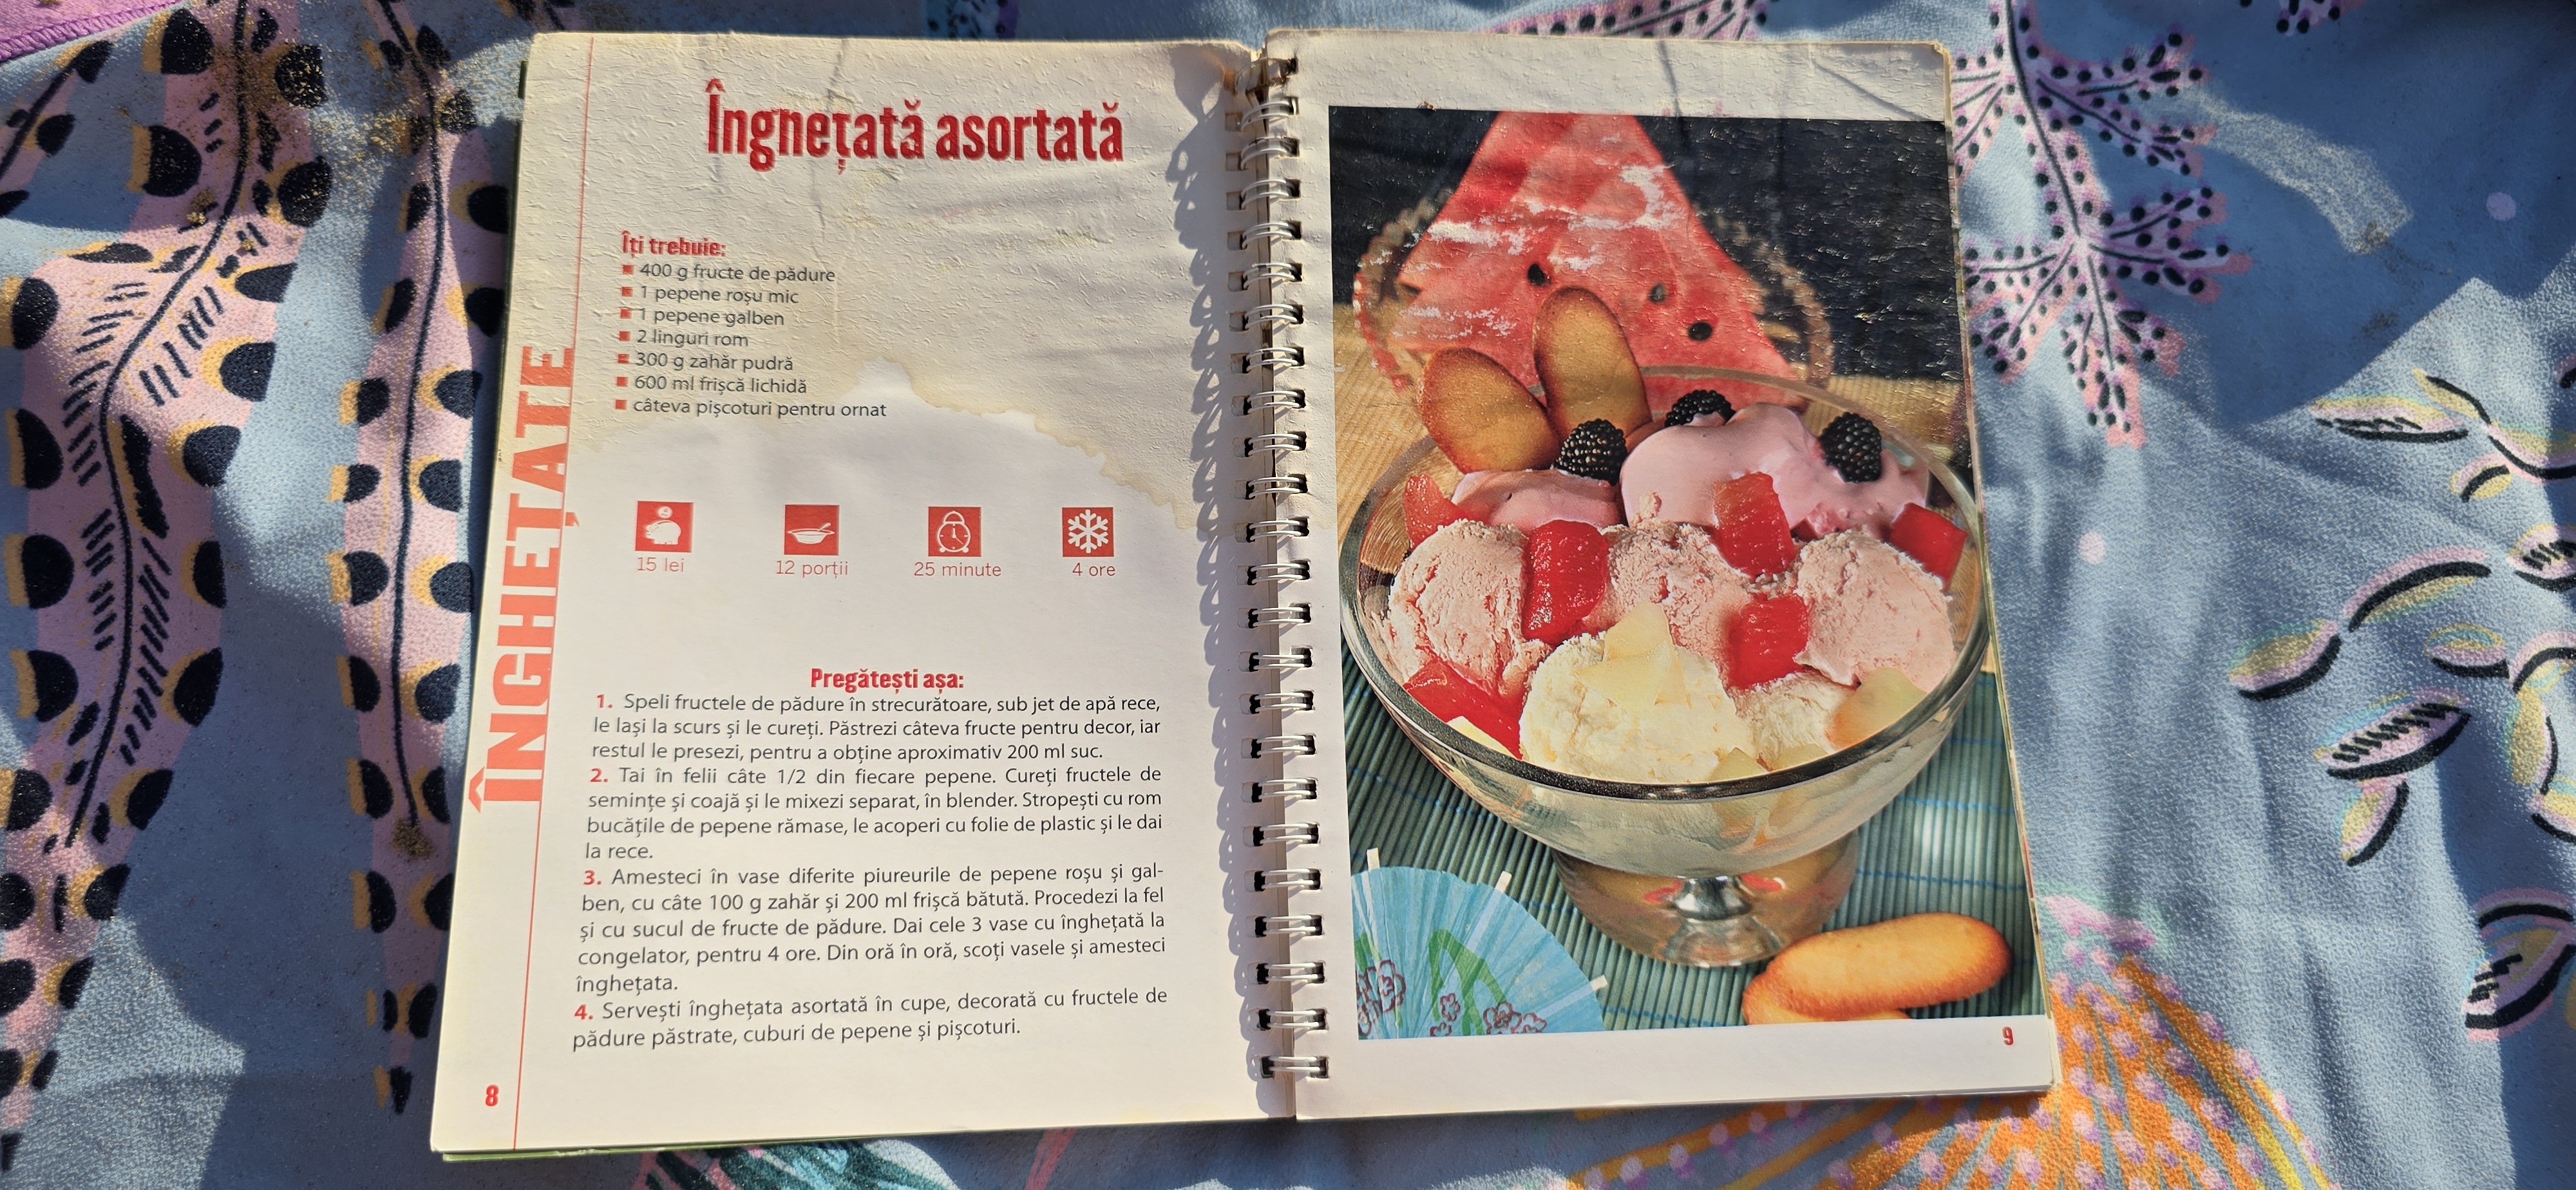 Înghețată asortată
Îți trebuie:
400 g fructe de pădure
1 pepene roșu mic
1 pepene galben
2 linguri rom
300 g zahăr pudră
600 ml frișcă lichidă
câteva pișcoturi pentru ornat
ÎNGHEȚATE
15 lei
12 porții
25 minute
4 ore
Pregătești așa:
1. Speli fructele de pădure în strecurătoare, sub jet de apă rece,
le lași la scurs și le cureți. Păstrezi câteva fructe pentru decor, iar
restul le presezi, pentru a obține aproximativ 200 ml suc.
2. Tai în felii câte 1/2 din fiecare pepene. Cureți fructele de
semințe și coajă și le mixezi separat, în blender. Stropești cu rom
bucățile de pepene rămase, le acoperi cu folie de plastic și le dai
la rece.
3. Amesteci în vase diferite piureurile de pepene roșu și gal-
ben, cu câte 100 g zahăr și 200 ml frișcă bătută. Procedezi la fel
și cu sucul de fructe de pădure. Dai cele 3 vase cu înghețată la
congelator, pentru 4 ore. Din oră în oră, scoți vasele și amesteci
înghețata.
4. Servești înghețata asortată în cupe, decorată cu fructele de
pădure păstrate, cuburi de pepene și pișcoturi.
8
9